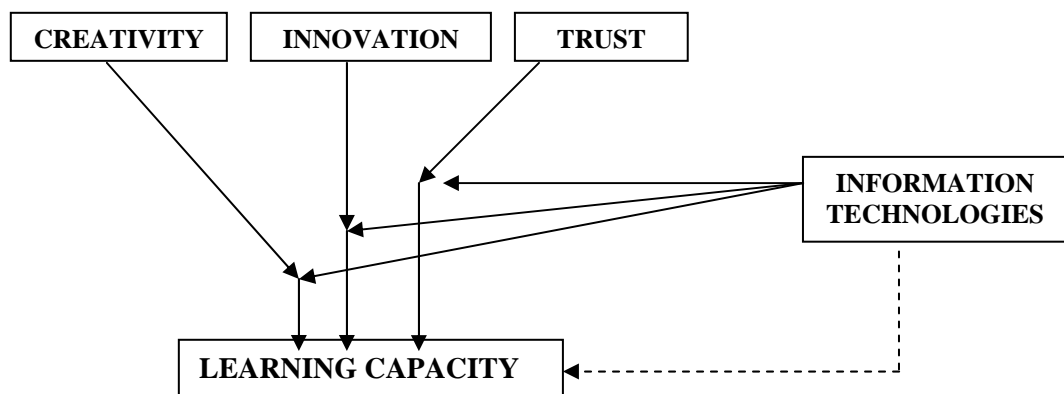 CREATIVITY
INNOVATION
TRUST
INFORMATION
TECHNOLOGIES
LEARNING CAPACITY